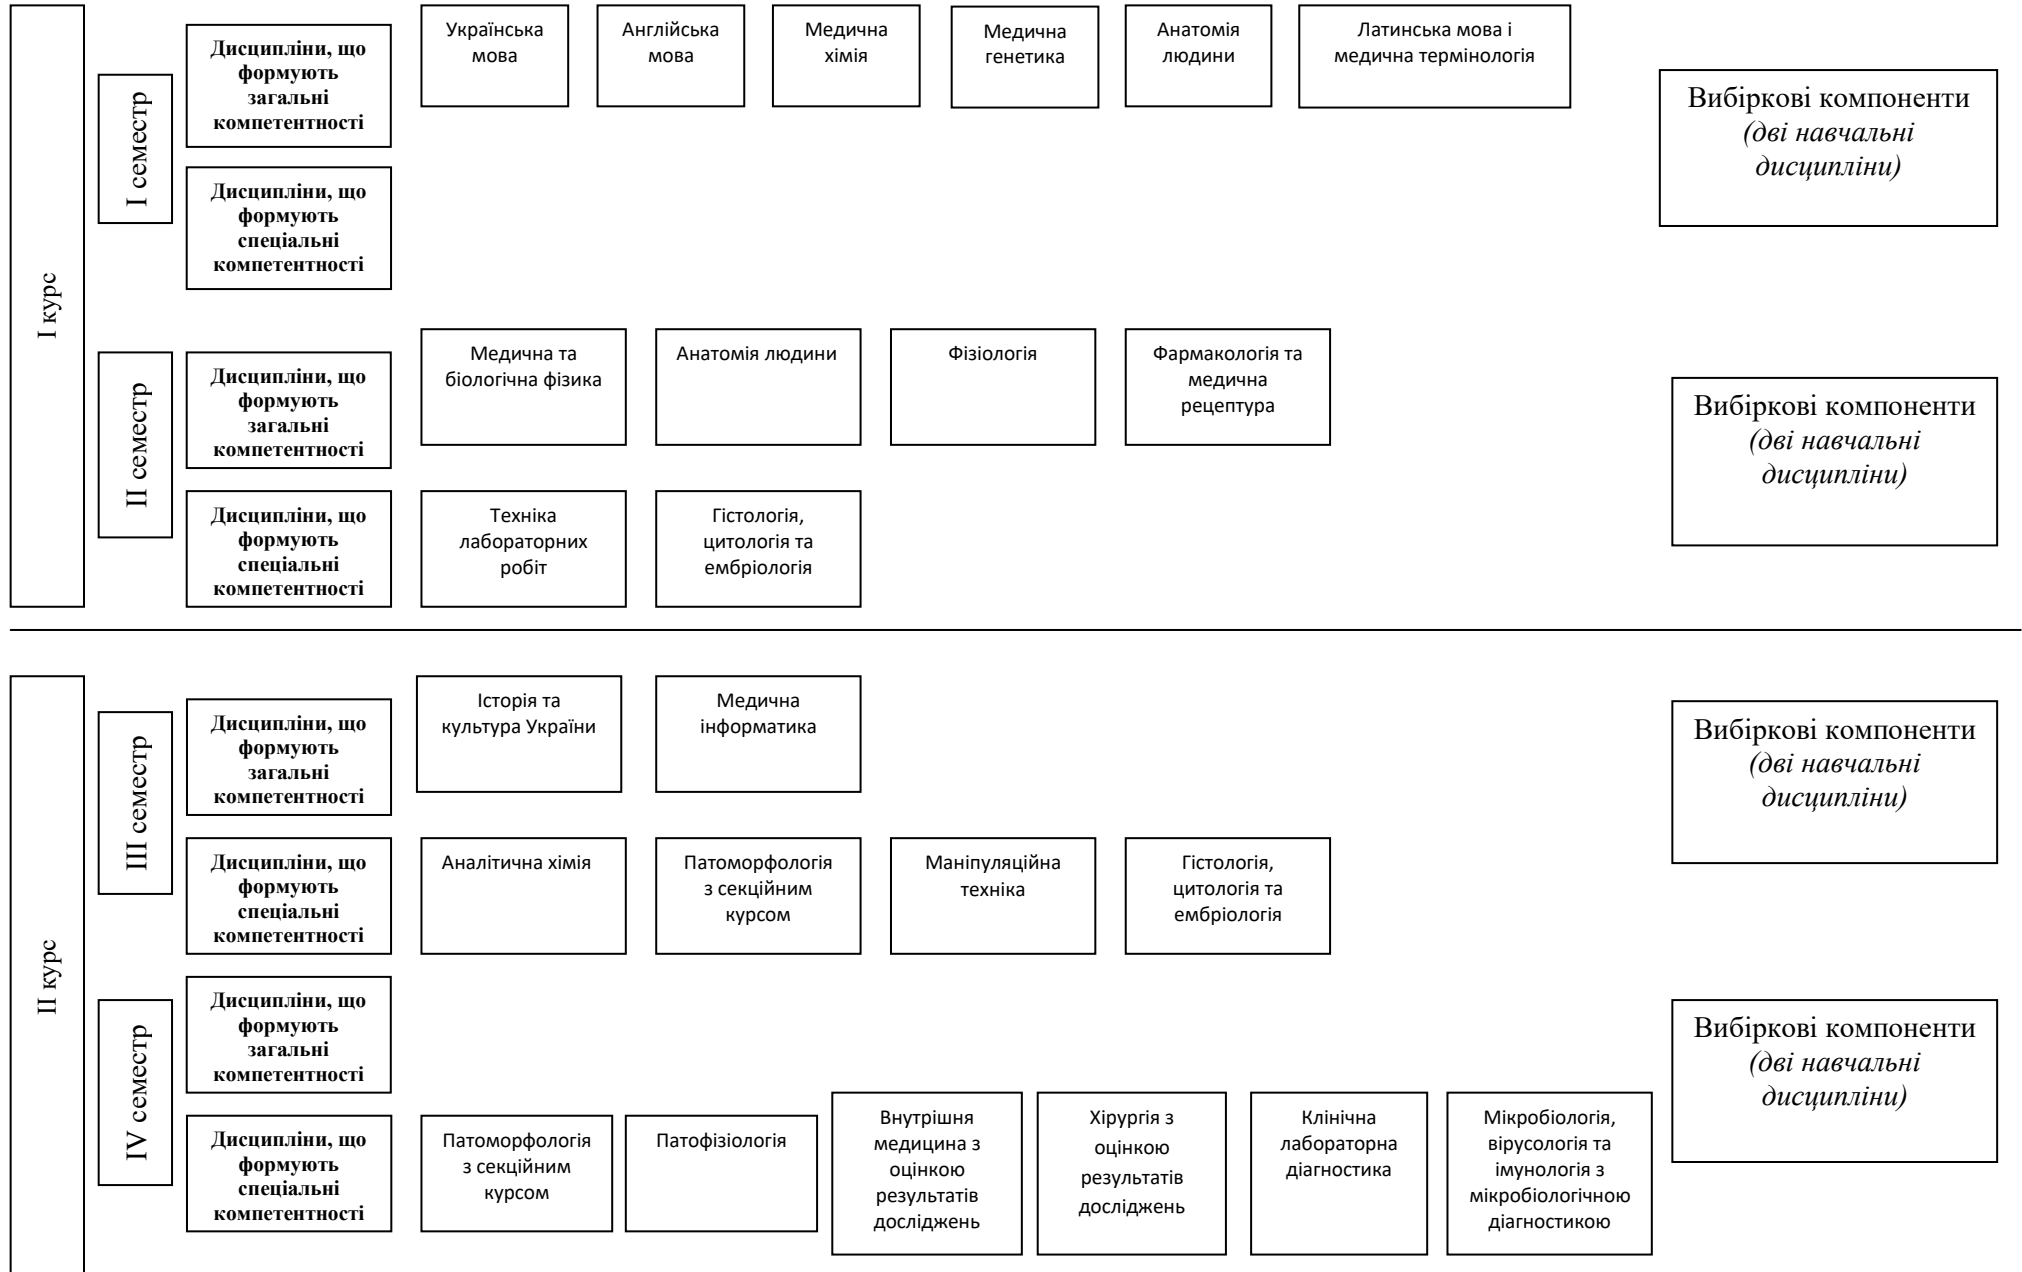 I курс
I семестр
Дисципліни, що
формують
загальні
компетентності
Українська
мова
Англійська
мова
Медична
хімія
Медична
генетика
Анатомія
людини
Латинська мова і
медична термінологія
Вибіркові компоненти
(дві навчальні
дисципліни)
Дисципліни, що
формують
спеціальні
компетентності
II семестр
Дисципліни, що
формують
загальні
компетентності
Медична та
біологічна фізика
Анатомія людини
Фізіологія
Фармакологія та
медична
рецептура
Вибіркові компоненти
(дві навчальні
дисципліни)
Дисципліни, що
формують
спеціальні
компетентності
Техніка
лабораторних
робіт
Гістологія,
цитологія та
ембріологія
II курс
III семестр
Дисципліни, що
формують
загальні
компетентності
Історія та
культура України
Медична
інформатика
Вибіркові компоненти
(дві навчальні
дисципліни)
Дисципліни, що
формують
спеціальні
компетентності
Аналітична хімія
Патоморфологія
з секційним
курсом
Маніпуляційна
техніка
Гістологія,
цитологія та
ембріологія
IV семестр
Дисципліни, що
формують
загальні
компетентності
Вибіркові компоненти
(дві навчальні
дисципліни)
Дисципліни, що
формують
спеціальні
компетентності
Патоморфологія
з секційним
курсом
Патофізіологія
Внутрішня
медицина з
оцінкою
результатів
досліджень
Хірургія з
оцінкою
результатів
досліджень
Клінічна
лабораторна
діагностика
Мікробіологія,
вірусологія та
імунологія з
мікробіологічною
діагностикою